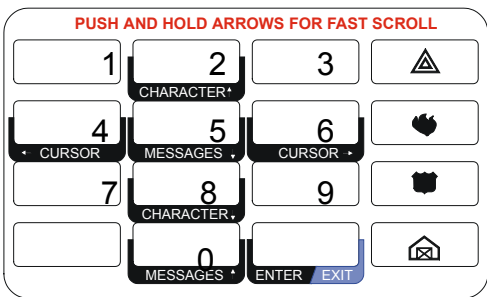 PUSH AND HOLD ARROWS FOR FAST SCROLL
1 2 3
CHARACTER▲
4 5 6
← CURSOR MESSAGES ▼ CURSOR →
7 8 9
CHARACTER▼
0
MESSAGES ▲ ENTER / EXIT